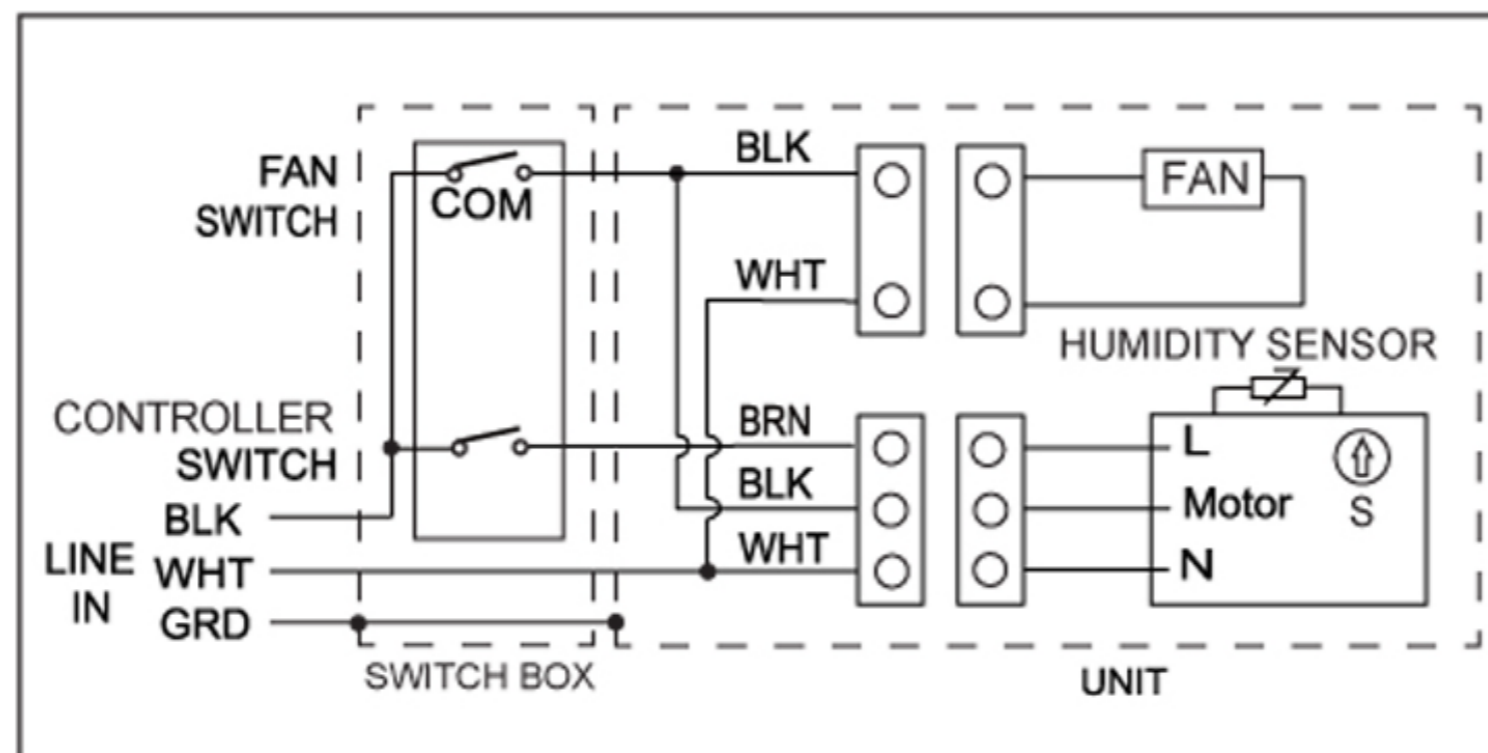 FAN
SWITCH
COM
BLK
FAN
WHT
HUMIDITY SENSOR
CONTROLLER
SWITCH
BRN
L
BLK
Motor
S
WHT
N
BLK
LINE
IN
WHT
GRD
SWITCH BOX
UNIT